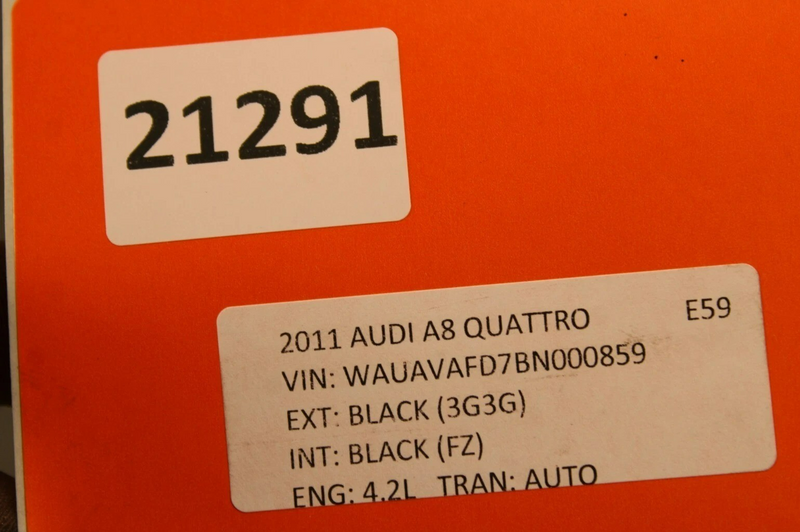 21291
2011 AUDI A8 QUATTRO E59
VIN: WAUAVAFD7BN000859
EXT: BLACK (3G3G)
INT: BLACK (FZ)
ENG: 4.2L TRAN: AUTO